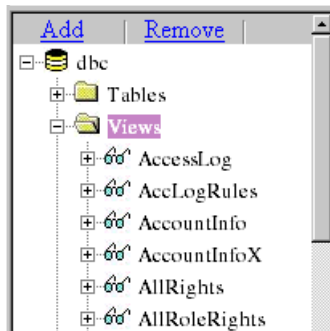 Add | Remove |
dbc
Tables
Views
AccessLog
AccLogRules
AccountInfo
AccountInfoX
AllRights
AllRoleRights